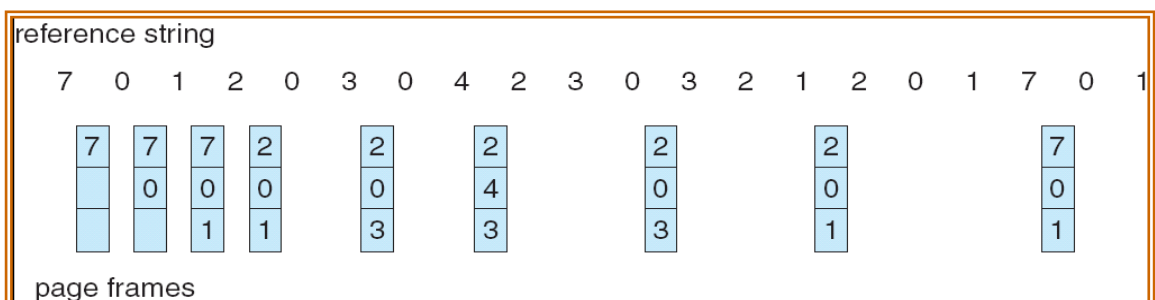 reference string
7 0 1 2 0 3 0 4 2 3 0 3 2 1 2 0 1 7 0 1
7 7 7 2 2 2 2 2 7
0 0 0 0 4 0 0 0
1 1 3 3 3 1 1
page frames